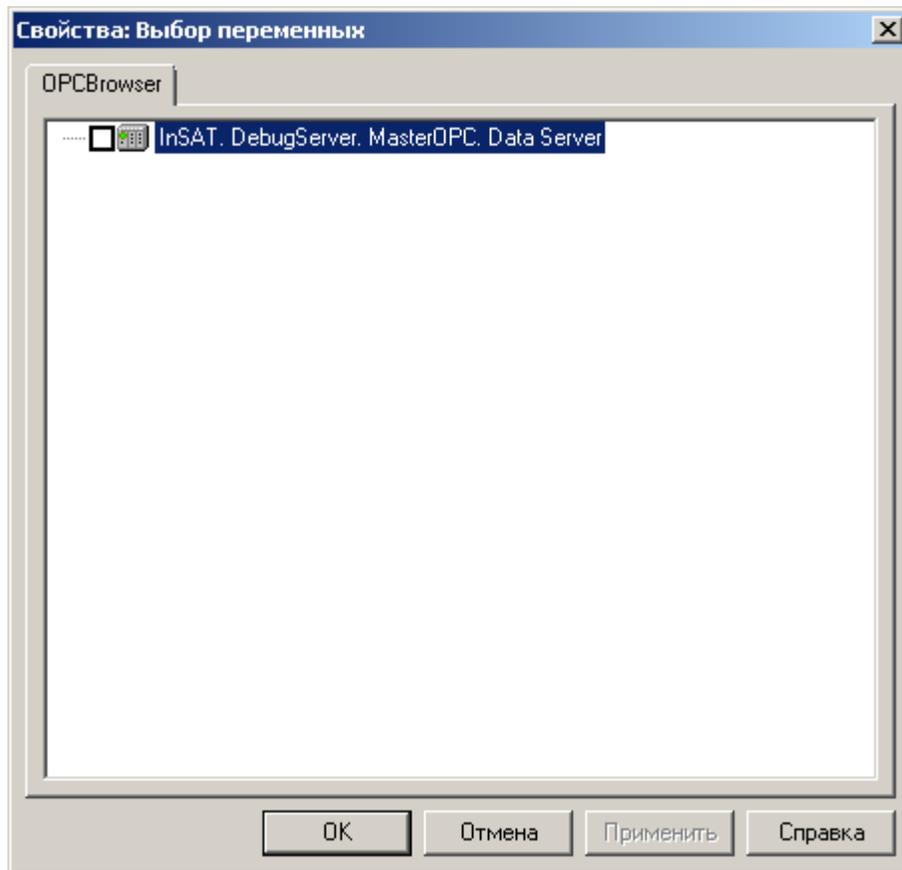 Свойства: Выбор переменных
OPCBrowser
InSAT. DebugServer. MasterOPC. Data Server
OK
Отмена
Применить
Справка